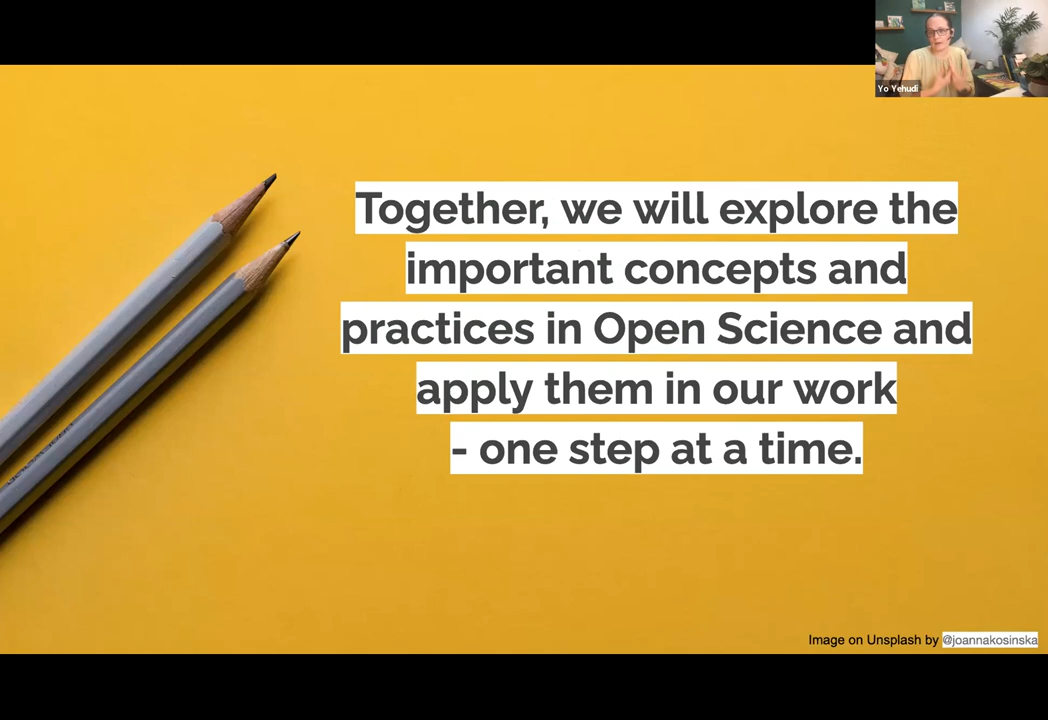 Yo Yehudi
Together, we will explore the
important concepts and
practices in Open Science and
apply them in our work
- one step at a time.
Image on Unsplash by @joannakosinska